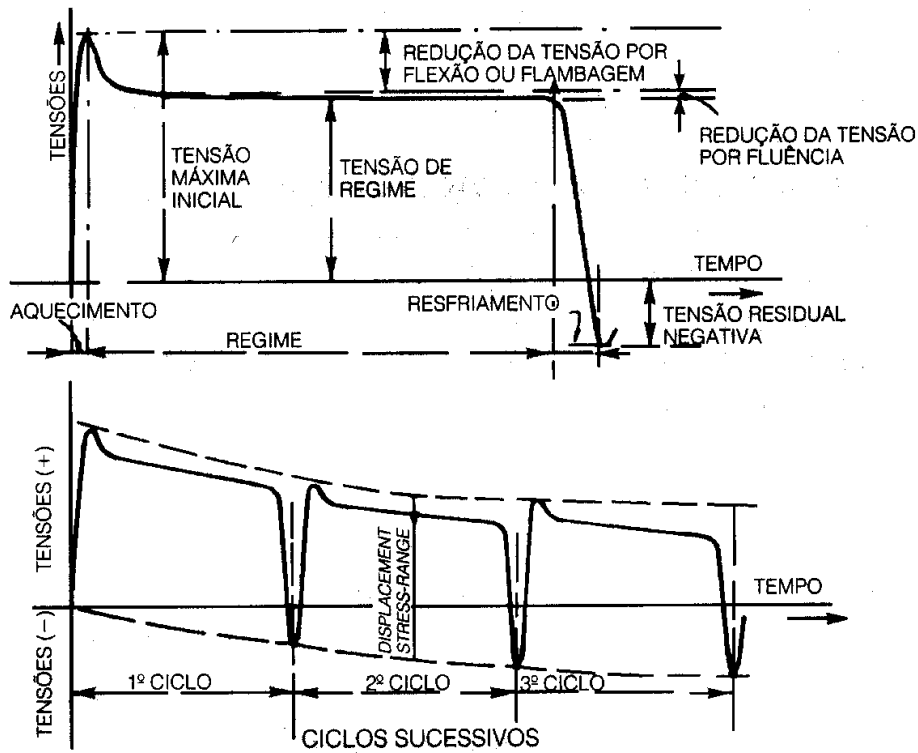 TENSÕES
REDUÇÃO DA TENSÃO POR
FLEXÃO OU FLAMBAGEM
REDUÇÃO DA TENSÃO
POR FLUÊNCIA
TENSÃO
MÁXIMA
INICIAL
TENSÃO DE
REGIME
TEMPO
AQUECIMENTO
RESFRIAMENTO
TENSÃO RESIDUAL
NEGATIVA
REGIME
TENSÕES (+)
TENSÕES (–)
DISPLACEMENT
STRESS-RANGE
TEMPO
1º CICLO
2º CICLO
3º CICLO
CICLOS SUCESSIVOS